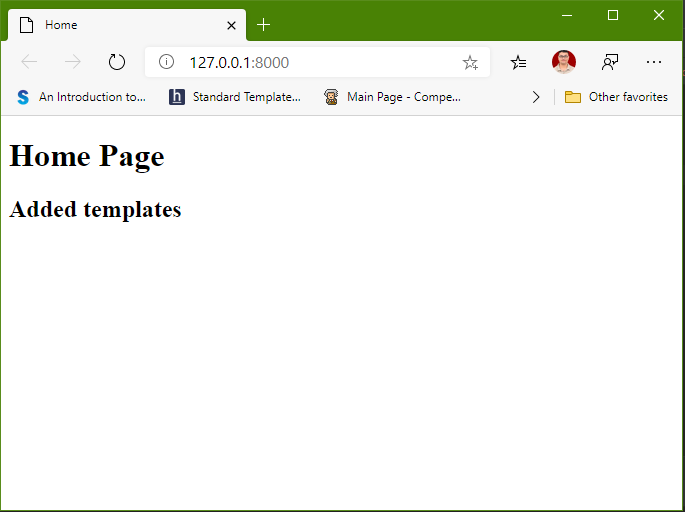 Home
127.0.0.1:8000
An Introduction to...
Standard Template...
Main Page - Compe...
Other favorites
Home Page
Added templates